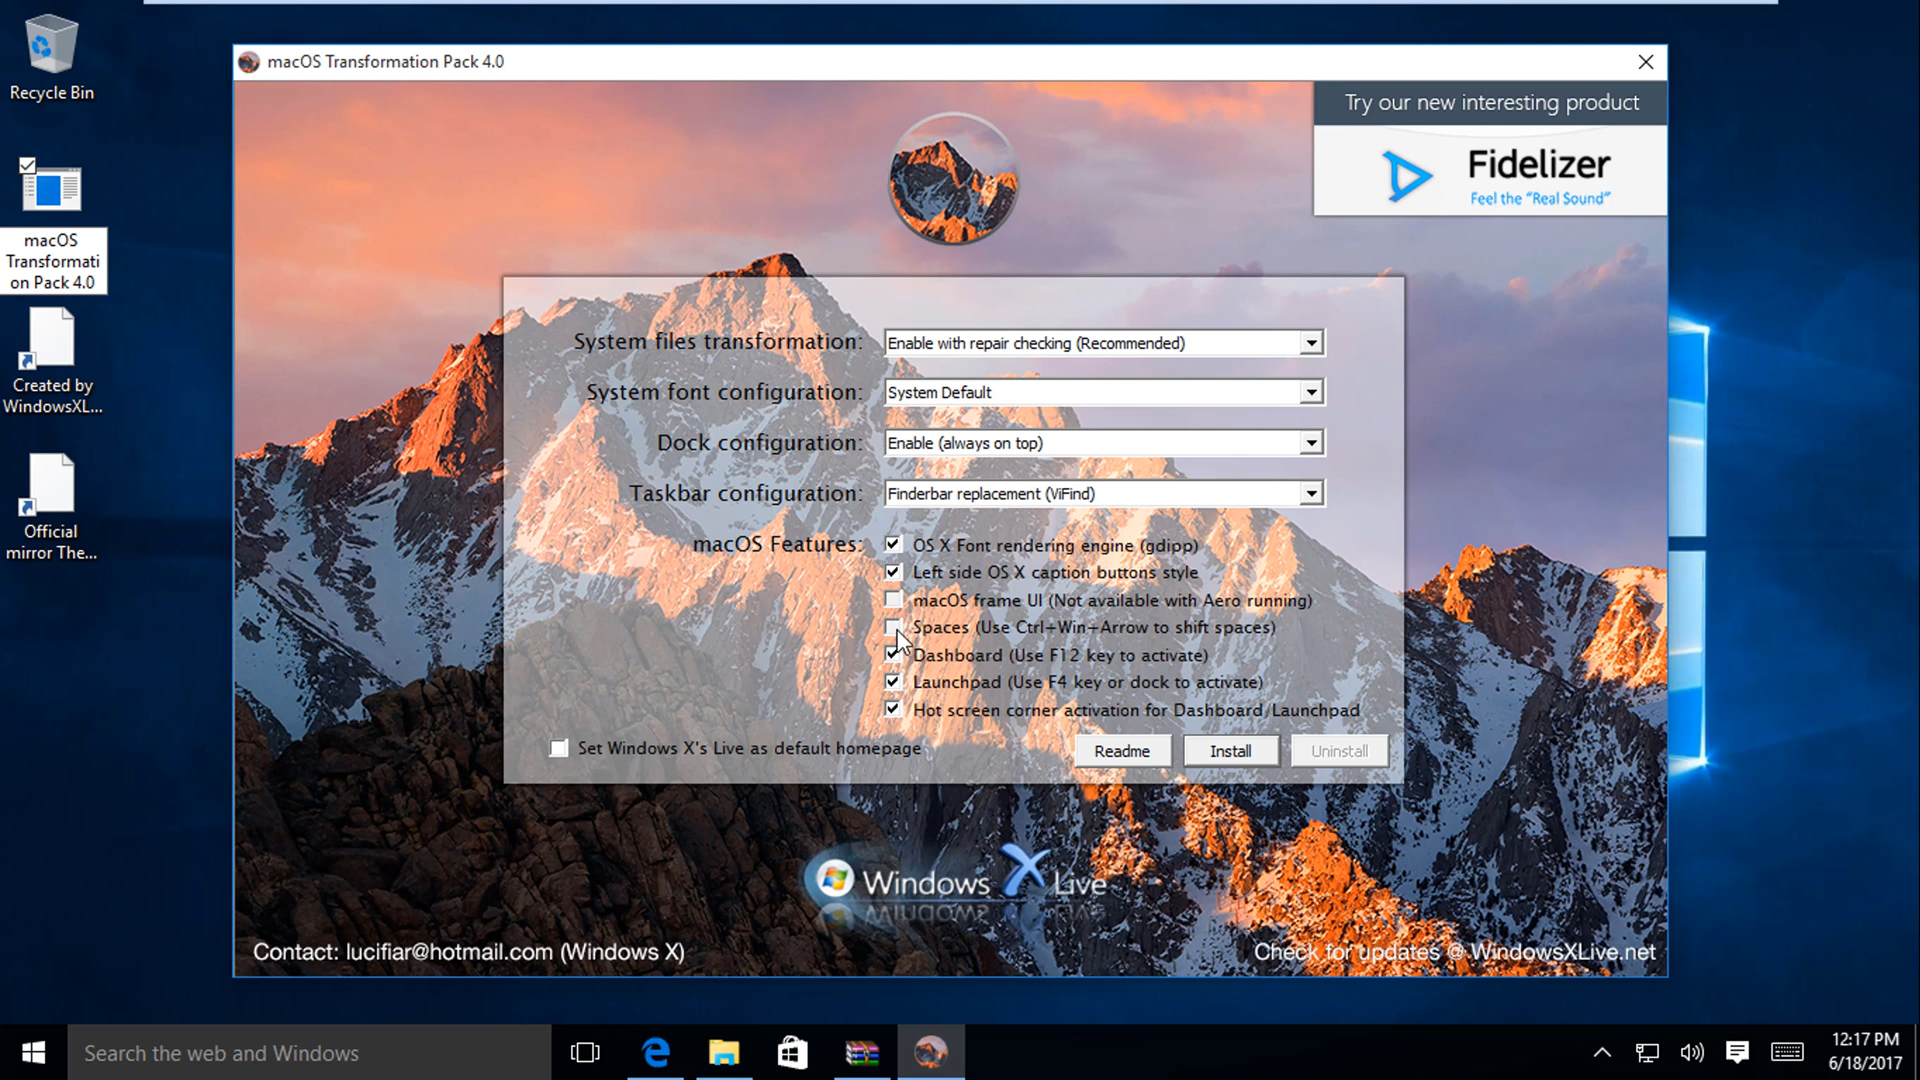 Recycle Bin
macOS
Transformati
on Pack 4.0
Created by
WindowsXL...
Official
mirror The...
macOS Transformation Pack 4.0
Try our new interesting product
Fidelizer
Feel the “Real Sound”
System files transformation: Enable with repair checking (Recommended)
System font configuration: System Default
Dock configuration: Enable (always on top)
Taskbar configuration: Finderbar replacement (ViFind)
macOS Features: OS X Font rendering engine (gdipp)
Left side OS X caption buttons style
macOS frame UI (Not available with Aero running)
Spaces (Use Ctrl+Win+Arrow to shift spaces)
Dashboard (Use F12 key to activate)
Launchpad (Use F4 key or dock to activate)
Hot screen corner activation for Dashboard/Launchpad
Set Windows X's Live as default homepage
Readme Install Uninstall
Windows X Live
Contact: lucifiar@hotmail.com (Windows X)
Check for updates @ WindowsXLive.net
Search the web and Windows
12:17 PM
6/18/2017